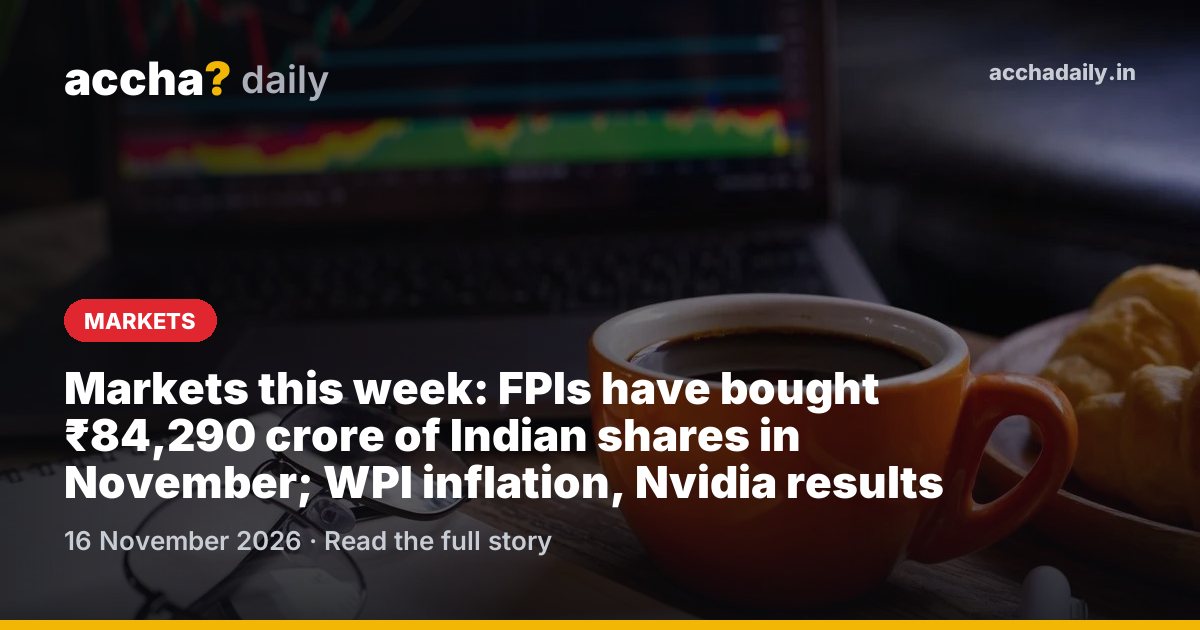 accha? daily
acchadaily.in
MARKETS
Markets this week: FPIs have bought
₹84,290 crore of Indian shares in
November; WPI inflation, Nvidia results
16 November 2026 · Read the full story